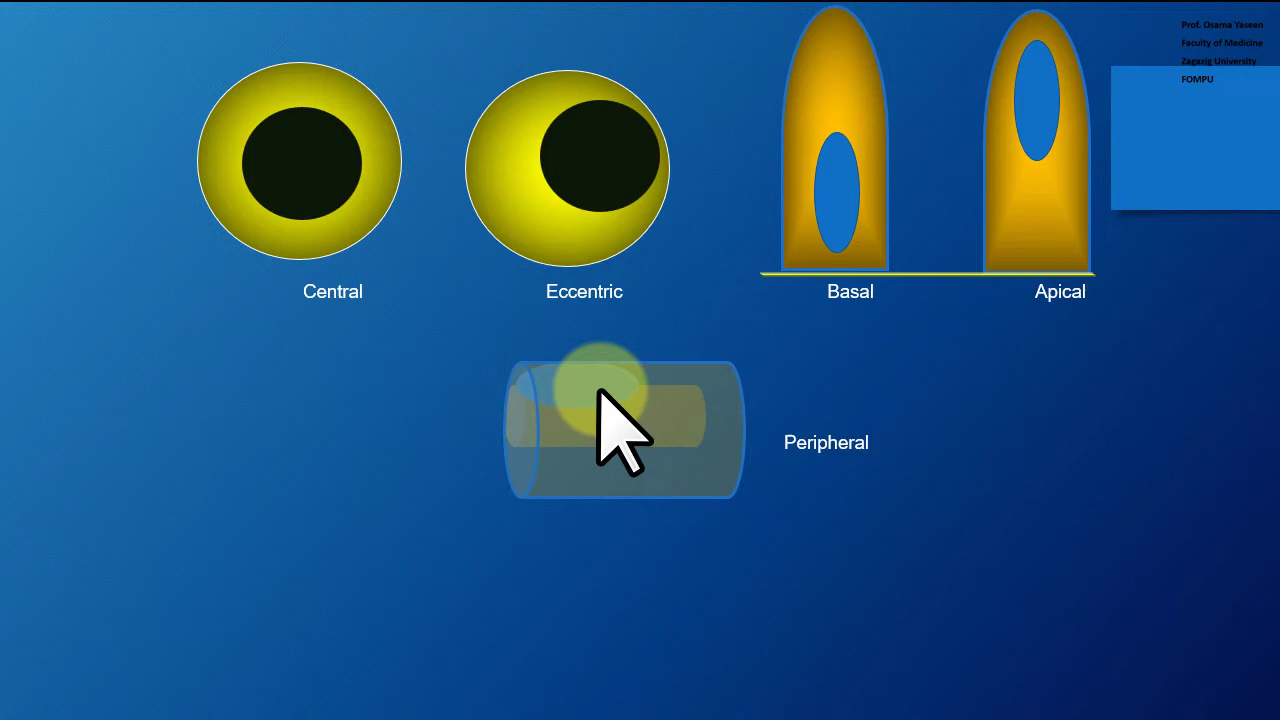 Prof. Osama Yaseen
Faculty of Medicine
Zagazig University
FOMPU
Central
Eccentric
Basal
Apical
Peripheral